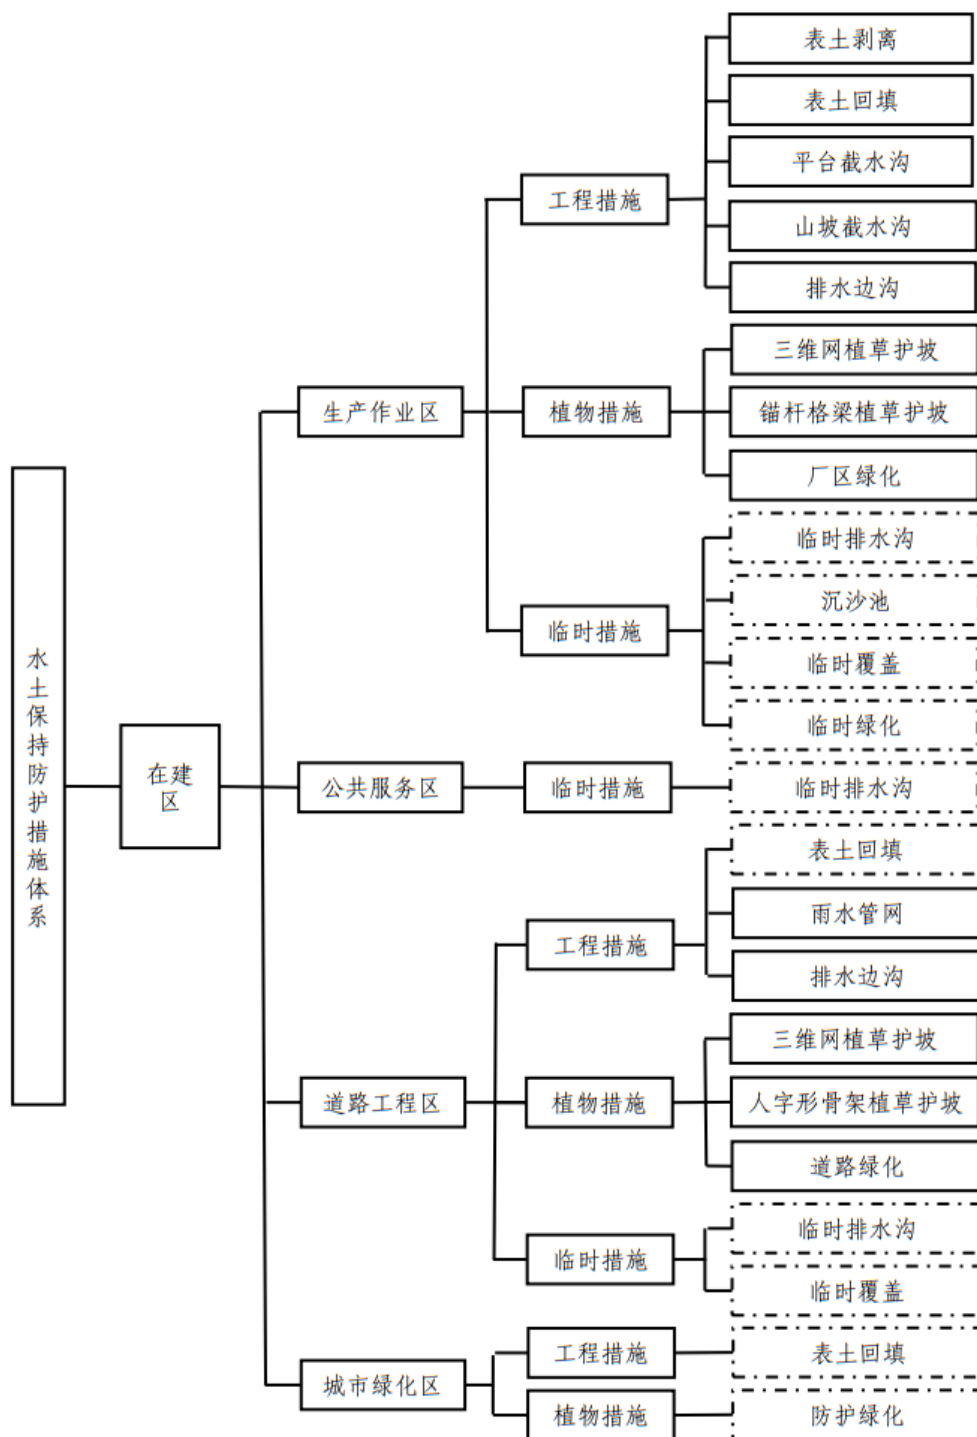 水土保持防护措施体系
在建
区
生产作业区
工程措施
表土剥离
表土回填
平台截水沟
山坡截水沟
排水边沟
植物措施
三维网植草护坡
锚杆格梁植草护坡
厂区绿化
临时措施
临时排水沟
沉沙池
临时覆盖
临时绿化
公共服务区
临时措施
临时排水沟
道路工程区
工程措施
表土回填
雨水管网
排水边沟
植物措施
三维网植草护坡
人字形骨架植草护坡
道路绿化
临时措施
临时排水沟
临时覆盖
城市绿化区
工程措施
表土回填
植物措施
防护绿化